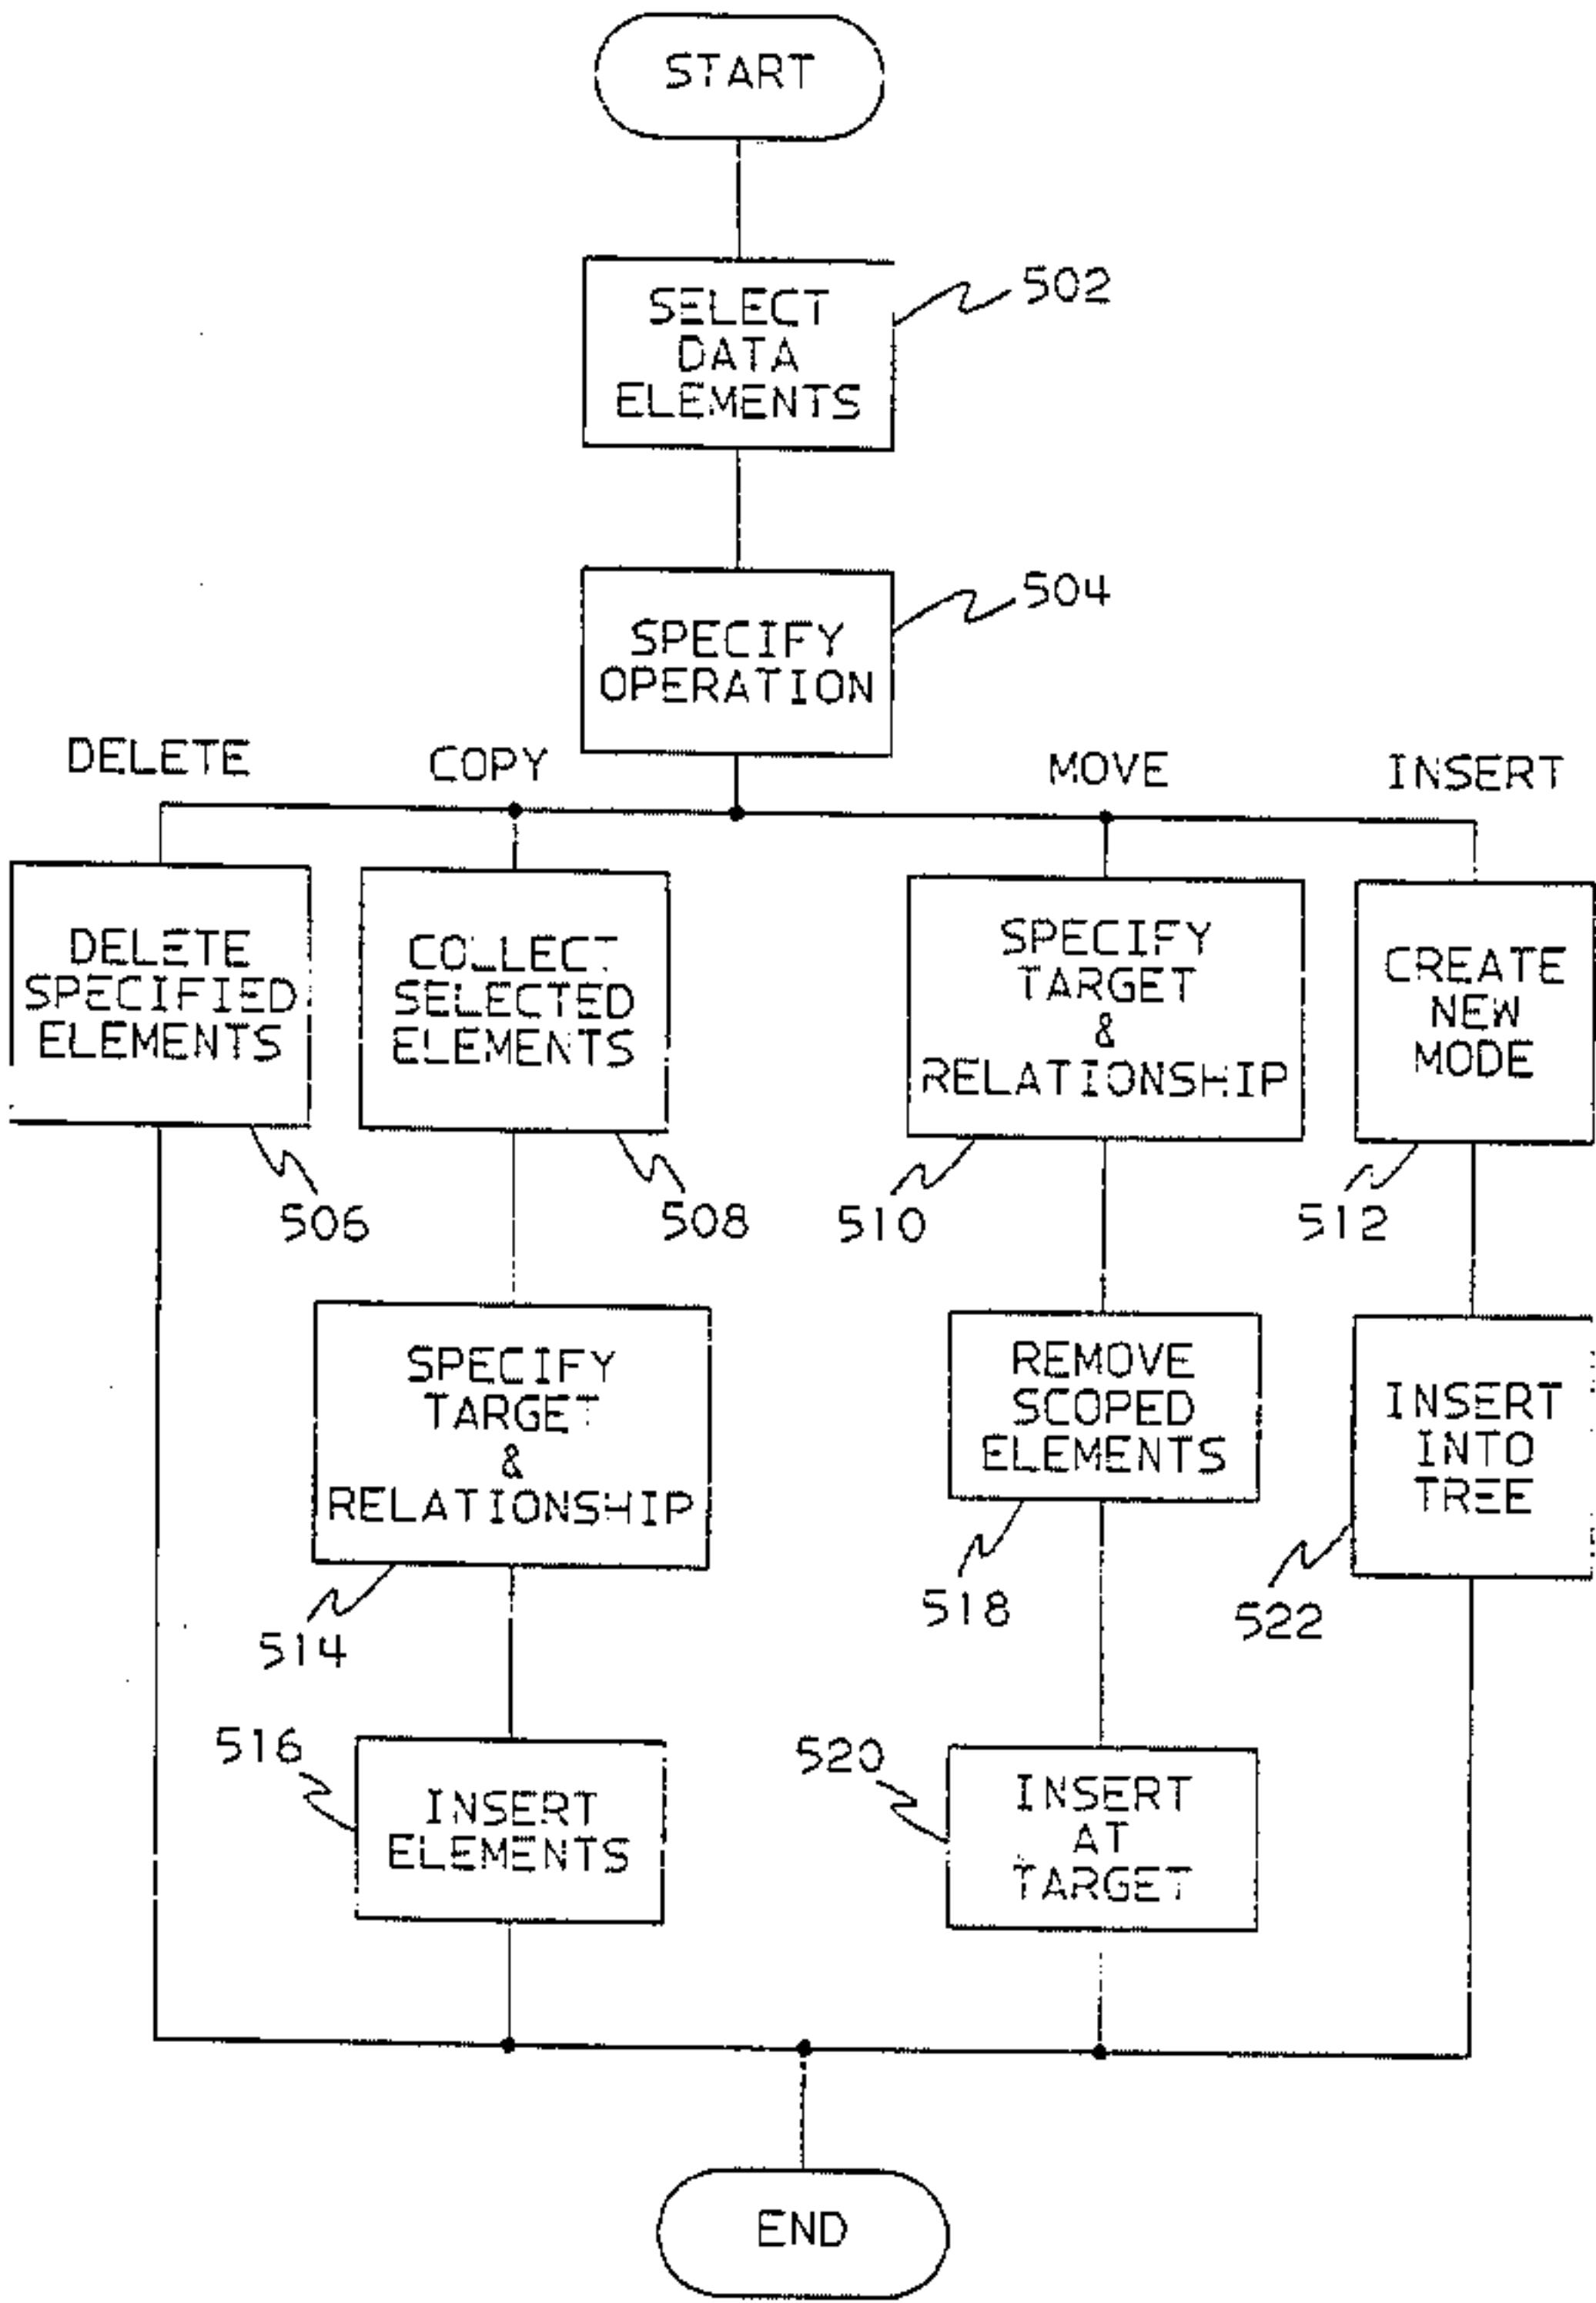 START
SELECT
DATA
ELEMENTS
502
SPECIFY
OPERATION
504
DELETE
COPY
MOVE
INSERT
DELETE
SPECIFIED
ELEMENTS
506
COLLECT
SELECTED
ELEMENTS
508
SPECIFY
TARGET
&
RELATIONSHIP
510
CREATE
NEW
MODE
512
SPECIFY
TARGET
&
RELATIONSHIP
514
REMOVE
SCOPED
ELEMENTS
518
INSERT
INTO
TREE
522
516
INSERT
ELEMENTS
520
INSERT
AT
TARGET
END